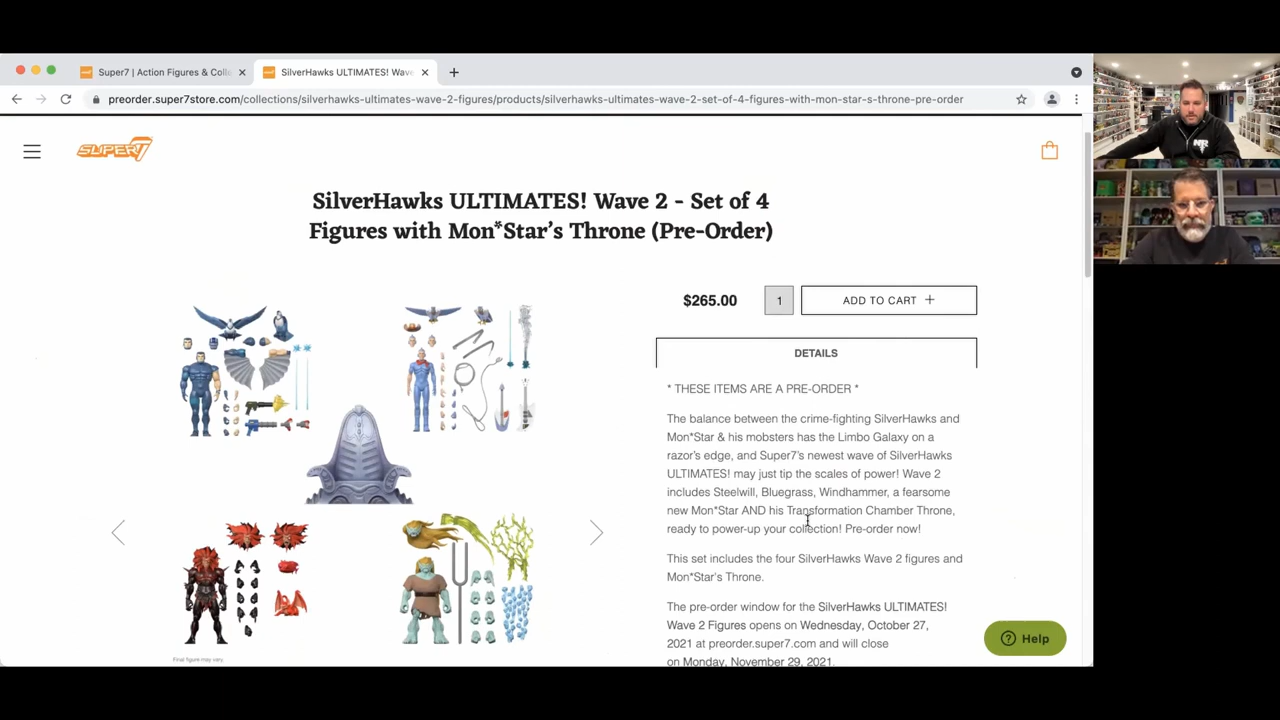 Super7 | Action Figures & Colle
SilverHawks ULTIMATES! Wave
preorder.super7store.com/collections/silverhawks-ultimates-wave-2-figures/products/silverhawks-ultimates-wave-2-set-of-4-figures-with-mon-star-s-throne-pre-order
SUPER7
SilverHawks ULTIMATES! Wave 2 - Set of 4
Figures with Mon*Star’s Throne (Pre-Order)
$265.00
1
ADD TO CART +
DETAILS
* THESE ITEMS ARE A PRE-ORDER *
The balance between the crime-fighting SilverHawks and
Mon*Star & his mobsters has the Limbo Galaxy on a
razor’s edge, and Super7’s newest wave of SilverHawks
ULTIMATES! may just tip the scales of power! Wave 2
includes Steelwill, Bluegrass, Windhammer, a fearsome
new Mon*Star AND his Transformation Chamber Throne,
ready to power-up your collection! Pre-order now!
This set includes the four SilverHawks Wave 2 figures and
Mon*Star's Throne.
The pre-order window for the SilverHawks ULTIMATES!
Wave 2 Figures opens on Wednesday, October 27,
2021 at preorder.super7.com and will close
on Monday, November 29, 2021.
Final figure may vary.
Help